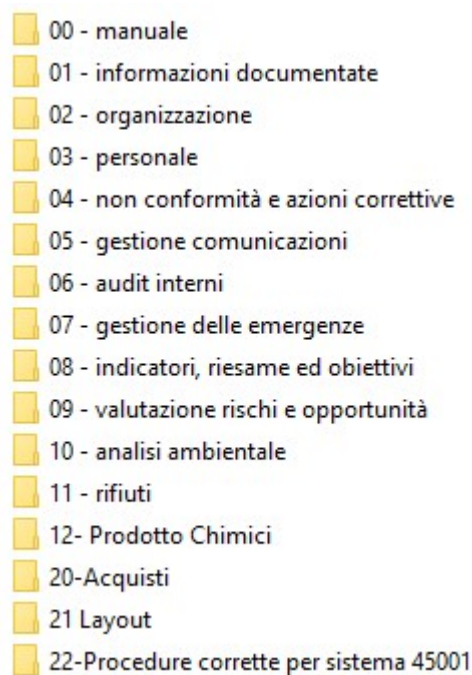 00 - manuale
01 - informazioni documentate
02 - organizzazione
03 - personale
04 - non conformità e azioni correttive
05 - gestione comunicazioni
06 - audit interni
07 - gestione delle emergenze
08 - indicatori, riesame ed obiettivi
09 - valutazione rischi e opportunità
10 - analisi ambientale
11 - rifiuti
12- Prodotto Chimici
20-Acquisti
21 Layout
22-Procedure corrette per sistema 45001